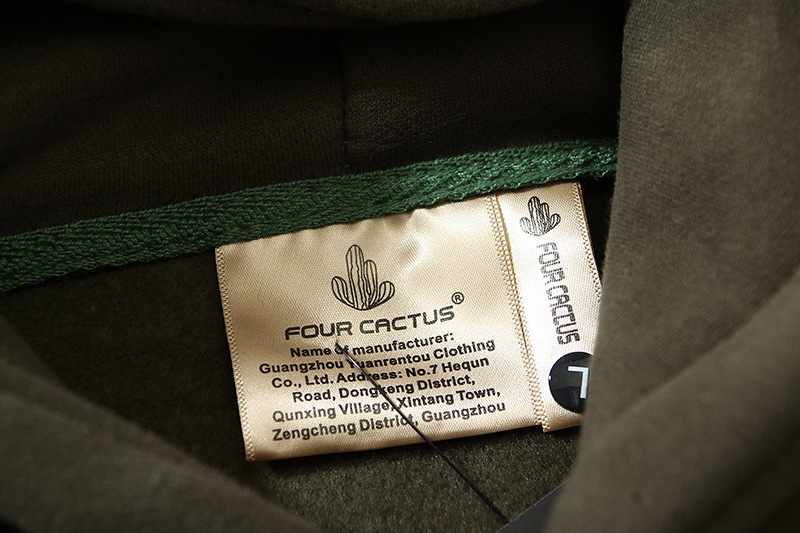 FOUR CACTUS®
Name of manufacturer:
Guangzhou Yuanrentou Clothing
Co., Ltd. Address: No.7 Hequn
Road, Dongkeng District,
Qunxing Village, Xintang Town,
Zengcheng District, Guangzhou
FOUR CACTUS